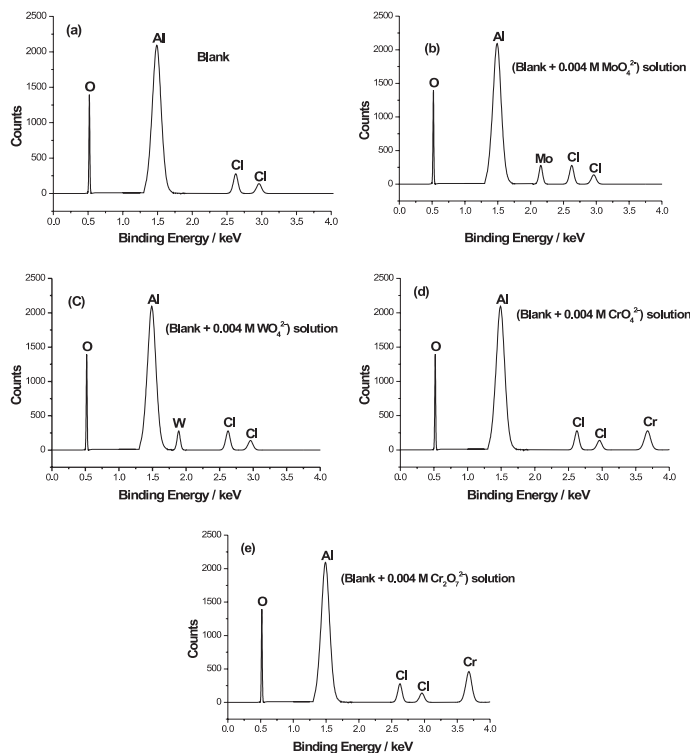 (a)
Al
Blank
O
Cl
Cl
Counts
2500
2000
1500
1000
500
0
0.0 0.5 1.0 1.5 2.0 2.5 3.0 3.5 4.0
Binding Energy / keV
(b)
Al
(Blank + 0.004 M MoO₄²⁻) solution
O
Mo
Cl
Cl
Counts
2500
2000
1500
1000
500
0
0.0 0.5 1.0 1.5 2.0 2.5 3.0 3.5 4.0
Binding Energy / keV
(C)
Al
(Blank + 0.004 M WO₄²⁻) solution
O
W
Cl
Cl
Counts
2500
2000
1500
1000
500
0
0.0 0.5 1.0 1.5 2.0 2.5 3.0 3.5 4.0
Binding Energy / keV
(d)
Al
(Blank + 0.004 M CrO₄²⁻) solution
O
Cl
Cl
Cr
Counts
2500
2000
1500
1000
500
0
0.0 0.5 1.0 1.5 2.0 2.5 3.0 3.5 4.0
Binding Energy / keV
(e)
Al
(Blank + 0.004 M Cr₂O₇²⁻) solution
O
Cl
Cl
Cr
Counts
2500
2000
1500
1000
500
0
0.0 0.5 1.0 1.5 2.0 2.5 3.0 3.5 4.0
Binding Energy / keV